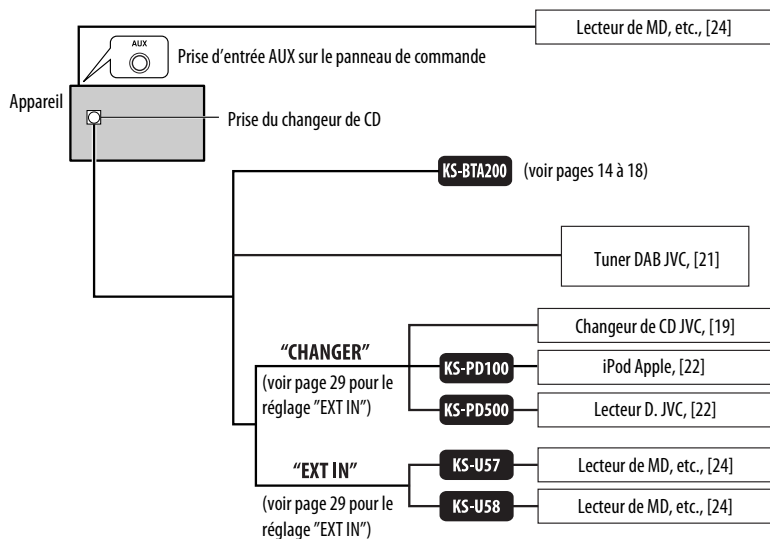 Lecteur de MD, etc., [24]
AUX
Prise d’entrée AUX sur le panneau de commande
Appareil
Prise du changeur de CD
KS-BTA200 (voir pages 14 à 18)
Tuner DAB JVC, [21]
Changeur de CD JVC, [19]
“CHANGER”
(voir page 29 pour le
réglage "EXT IN")
KS-PD100
iPod Apple, [22]
KS-PD500
Lecteur D. JVC, [22]
“EXT IN”
(voir page 29 pour le
réglage "EXT IN")
KS-U57
Lecteur de MD, etc., [24]
KS-U58
Lecteur de MD, etc., [24]